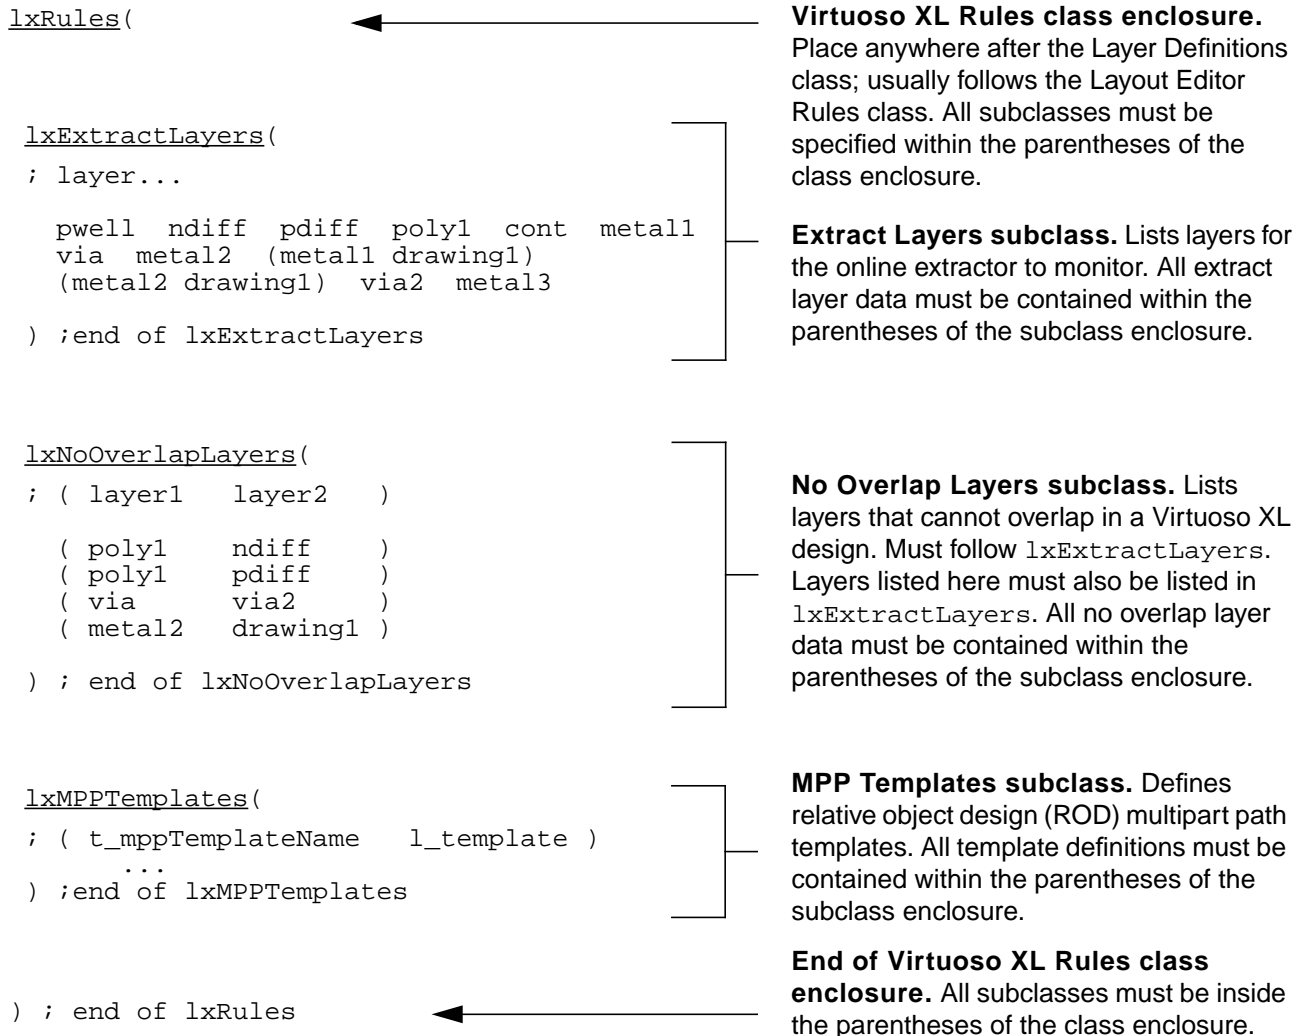 lxRules(
Virtuoso XL Rules class enclosure.
Place anywhere after the Layer Definitions
class; usually follows the Layout Editor
Rules class. All subclasses must be
specified within the parentheses of the
class enclosure.
lxExtractLayers(
; layer...
pwell ndiff pdiff poly1 cont metal1
via metal2 (metal1 drawing1)
(metal2 drawing1) via2 metal3
) ;end of lxExtractLayers
Extract Layers subclass. Lists layers for
the online extractor to monitor. All extract
layer data must be contained within the
parentheses of the subclass enclosure.
lxNoOverlapLayers(
; ( layer1 layer2 )
( poly1 ndiff )
( poly1 pdiff )
( via via2 )
( metal2 drawing1 )
) ; end of lxNoOverlapLayers
No Overlap Layers subclass. Lists
layers that cannot overlap in a Virtuoso XL
design. Must follow lxExtractLayers.
Layers listed here must also be listed in
lxExtractLayers. All no overlap layer
data must be contained within the
parentheses of the subclass enclosure.
lxMPPTemplates(
; ( t_mppTemplateName l_template )
...
) ;end of lxMPPTemplates
MPP Templates subclass. Defines
relative object design (ROD) multipart path
templates. All template definitions must be
contained within the parentheses of the
subclass enclosure.
) ; end of lxRules
End of Virtuoso XL Rules class
enclosure. All subclasses must be inside
the parentheses of the class enclosure.